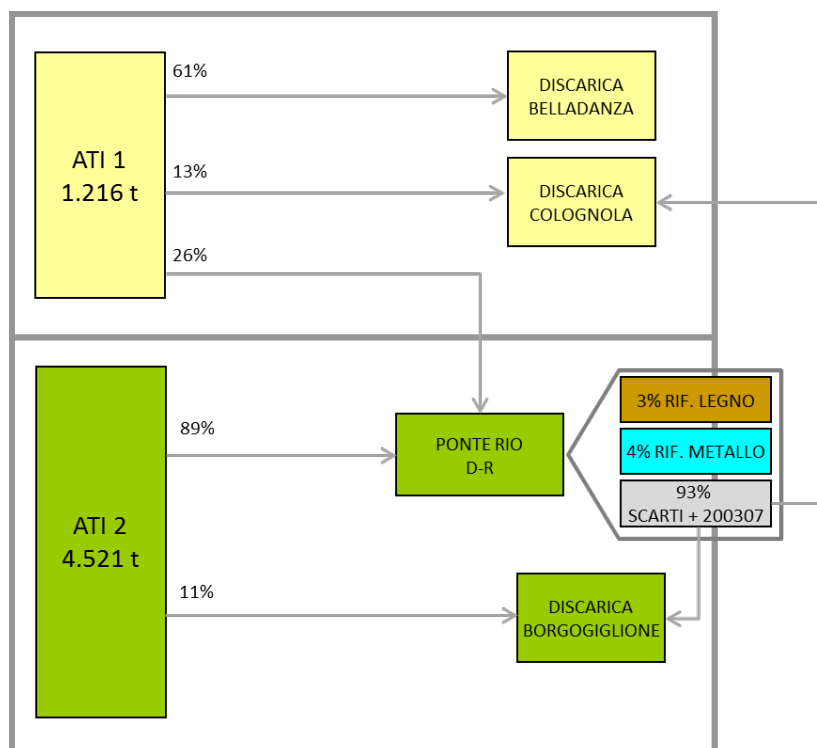 61%
DISCARICA
BELLADANZA
ATI 1
1.216 t
13%
DISCARICA
COLOGNOLA
26%
3% RIF. LEGNO
89%
PONTE RIO
D-R
4% RIF. METALLO
93%
SCARTI + 200307
ATI 2
4.521 t
11%
DISCARICA
BORGOGIGLIONE